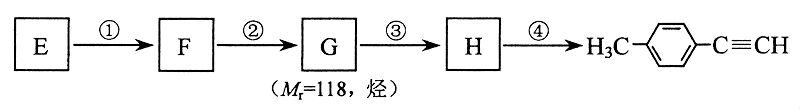 ① ② ③ ④
E F G H H₃C C≡CH
(Mᵣ=118，烃)